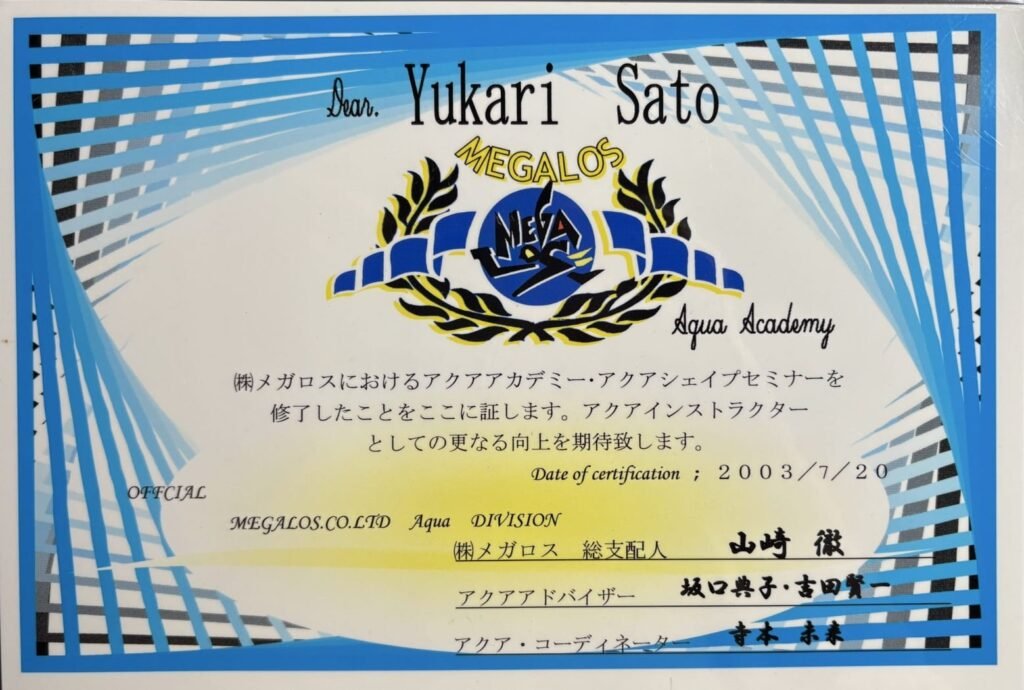 Dear. Yukari Sato
MEGALOS
MEGA
LOS
Aqua Academy
㈱メガロスにおけるアクアアカデミー・アクアシェイプセミナーを
修了したことをここに証します。アクアインストラクター
としての更なる向上を期待致します。
Date of certification ; 2003/7/20
OFFCIAL
MEGALOS.CO.LTD Aqua DIVISION
㈱メガロス 総支配人 山崎 徹
アクアアドバイザー 坂口典子・吉田賢一
アクア・コーディネーター 寺本 未来